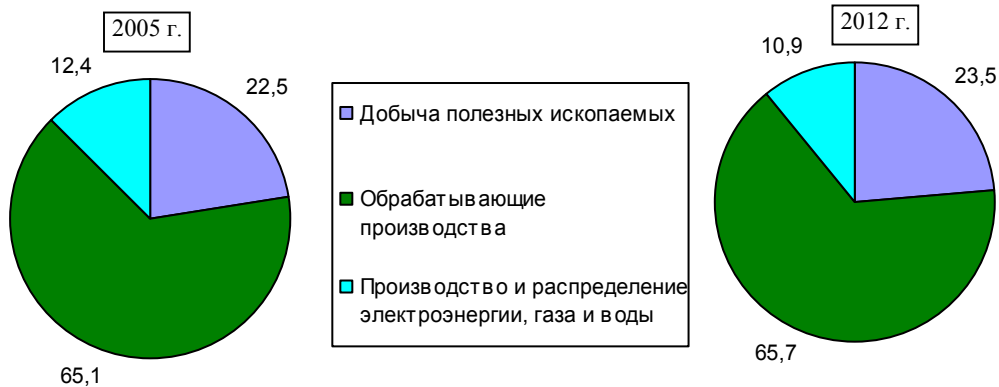 2005 г.
12,4
22,5
65,1
Добыча полезных ископаемых
Обрабатывающие
производства
Производство и распределение
электроэнергии, газа и воды
2012 г.
10,9
23,5
65,7